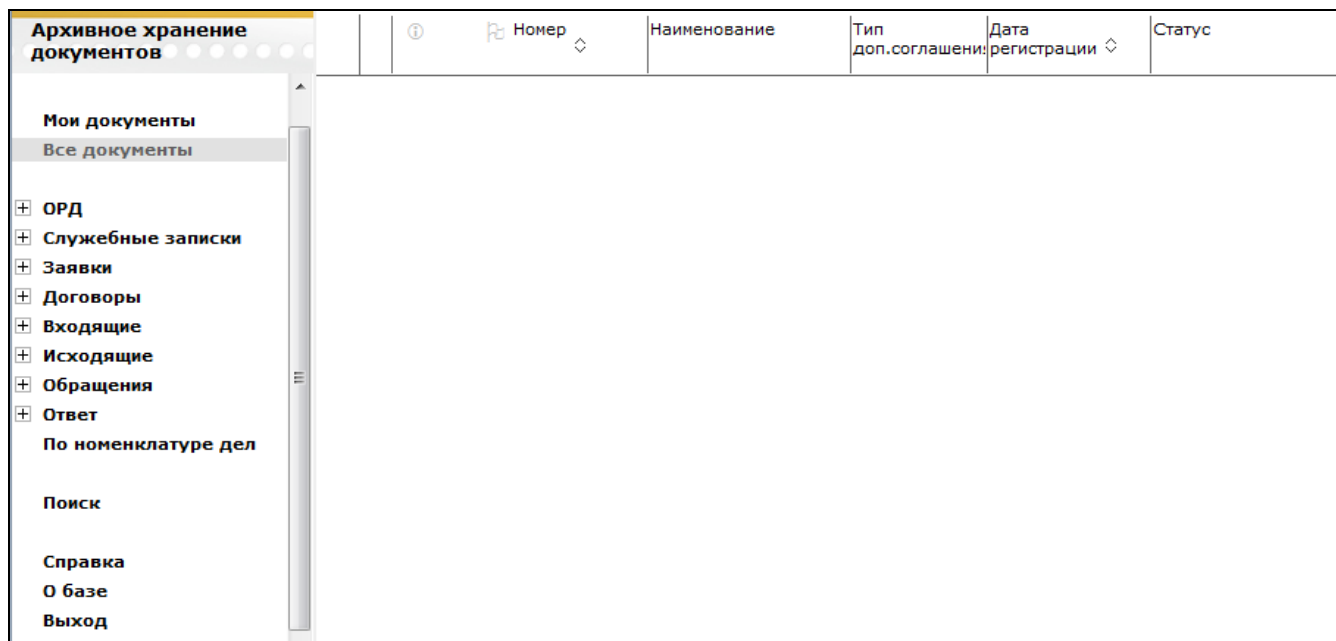 Архивное хранение
документов
Номер
Наименование
Тип
доп.соглашени
Дата
регистрации
Статус
Мои документы
Все документы
ОРД
Служебные записки
Заявки
Договоры
Входящие
Исходящие
Обращения
Ответ
По номенклатуре дел
Поиск
Справка
О базе
Выход